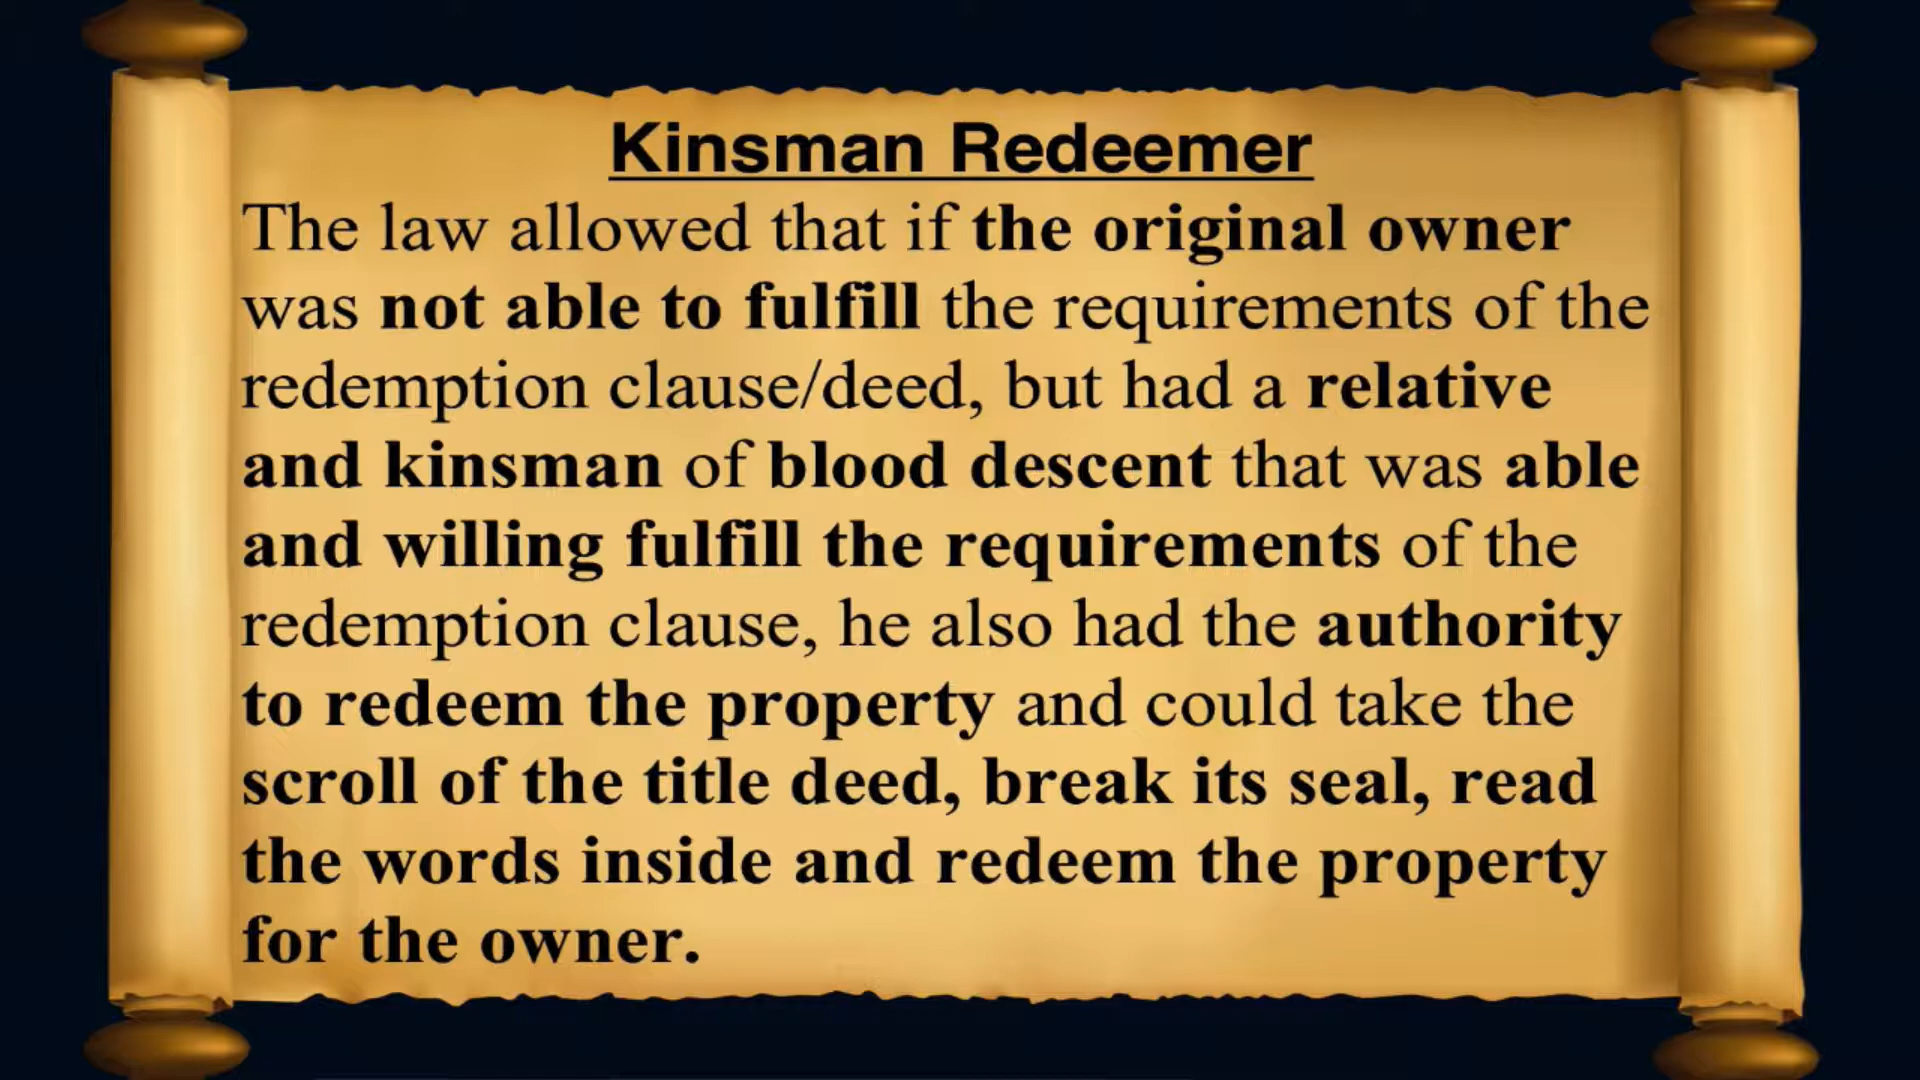 Kinsman Redeemer
The law allowed that if the original owner
was not able to fulfill the requirements of the
redemption clause/deed, but had a relative
and kinsman of blood descent that was able
and willing fulfill the requirements of the
redemption clause, he also had the authority
to redeem the property and could take the
scroll of the title deed, break its seal, read
the words inside and redeem the property
for the owner.